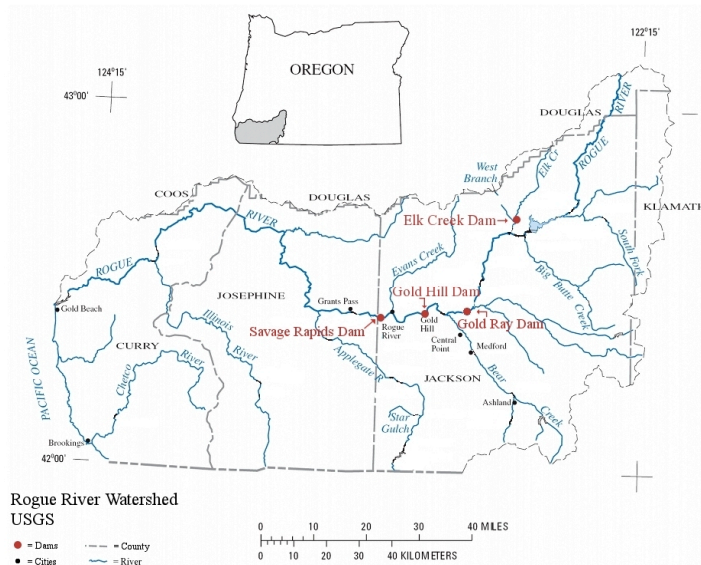 122°15'
124°15'
OREGON
43°00'
DOUGLAS
RIVER
ROGUE
Elk Cr
West
Branch
COOS
DOUGLAS
KLAMATH
RIVER
Elk Creek Dam
South Fork
Evans Creek
ROGUE
Big Butte Creek
Gold Hill Dam
JOSEPHINE
Grants Pass
Gold Beach
Illinois
River
Savage Rapids Dam
Rogue
River
Gold
Hill
Gold Ray Dam
Central
Point
Medford
CURRY
PACIFIC OCEAN
Chetco
River
Applegate R
JACKSON
Bear
Creek
Ashland
Star
Gulch
Brookings
42°00'
Rogue River Watershed
USGS
= Dams
= County
= Cities
= River
0 10 20 30 40 MILES
0 10 20 30 40 KILOMETERS